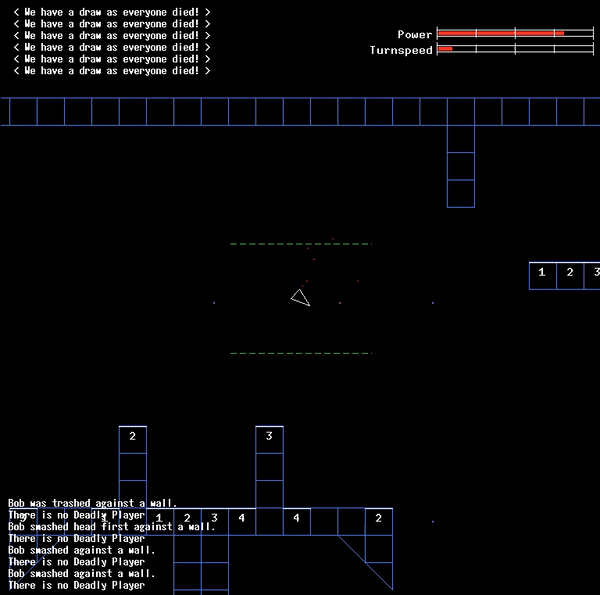 < We have a draw as everyone died! >
< We have a draw as everyone died! >
< We have a draw as everyone died! >
< We have a draw as everyone died! >
< We have a draw as everyone died! >
< We have a draw as everyone died! >
Power
Turnspeed
1 2 3
2 3
Bob was trashed against a wall.
There is no Deadly Player
1 2 3 4 4 2
Bob smashed head first against a wall.
There is no Deadly Player
Bob smashed against a wall.
There is no Deadly Player
Bob smashed against a wall.
There is no Deadly Player